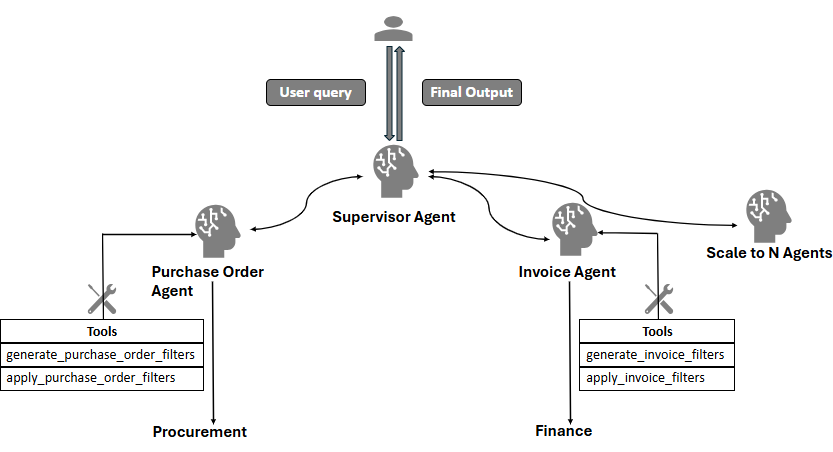 User query
Final Output
Supervisor Agent
Scale to N Agents
Purchase Order
Agent
Invoice Agent
Tools
generate_purchase_order_filters
apply_purchase_order_filters
Tools
generate_invoice_filters
apply_invoice_filters
Procurement
Finance